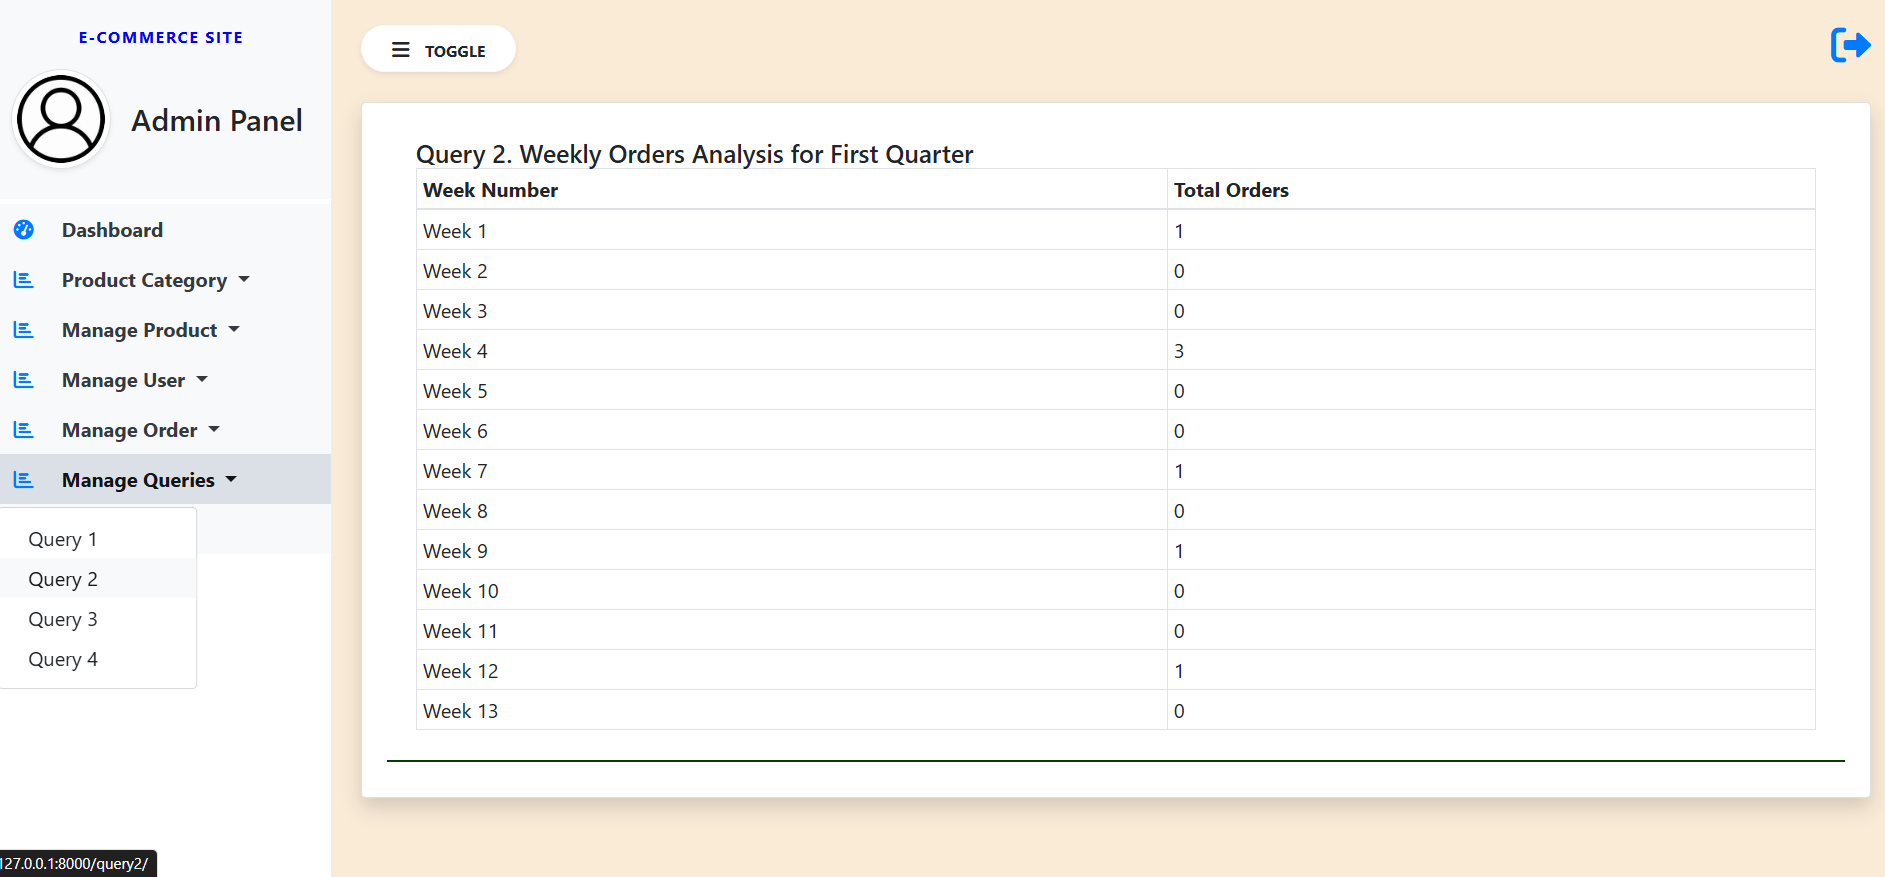 E-COMMERCE SITE
Admin Panel
Dashboard
Product Category
Manage Product
Manage User
Manage Order
Manage Queries
Query 1
Query 2
Query 3
Query 4
127.0.0.1:8000/query2/
TOGGLE
Query 2. Weekly Orders Analysis for First Quarter
Week Number Total Orders
Week 1 1
Week 2 0
Week 3 0
Week 4 3
Week 5 0
Week 6 0
Week 7 1
Week 8 0
Week 9 1
Week 10 0
Week 11 0
Week 12 1
Week 13 0